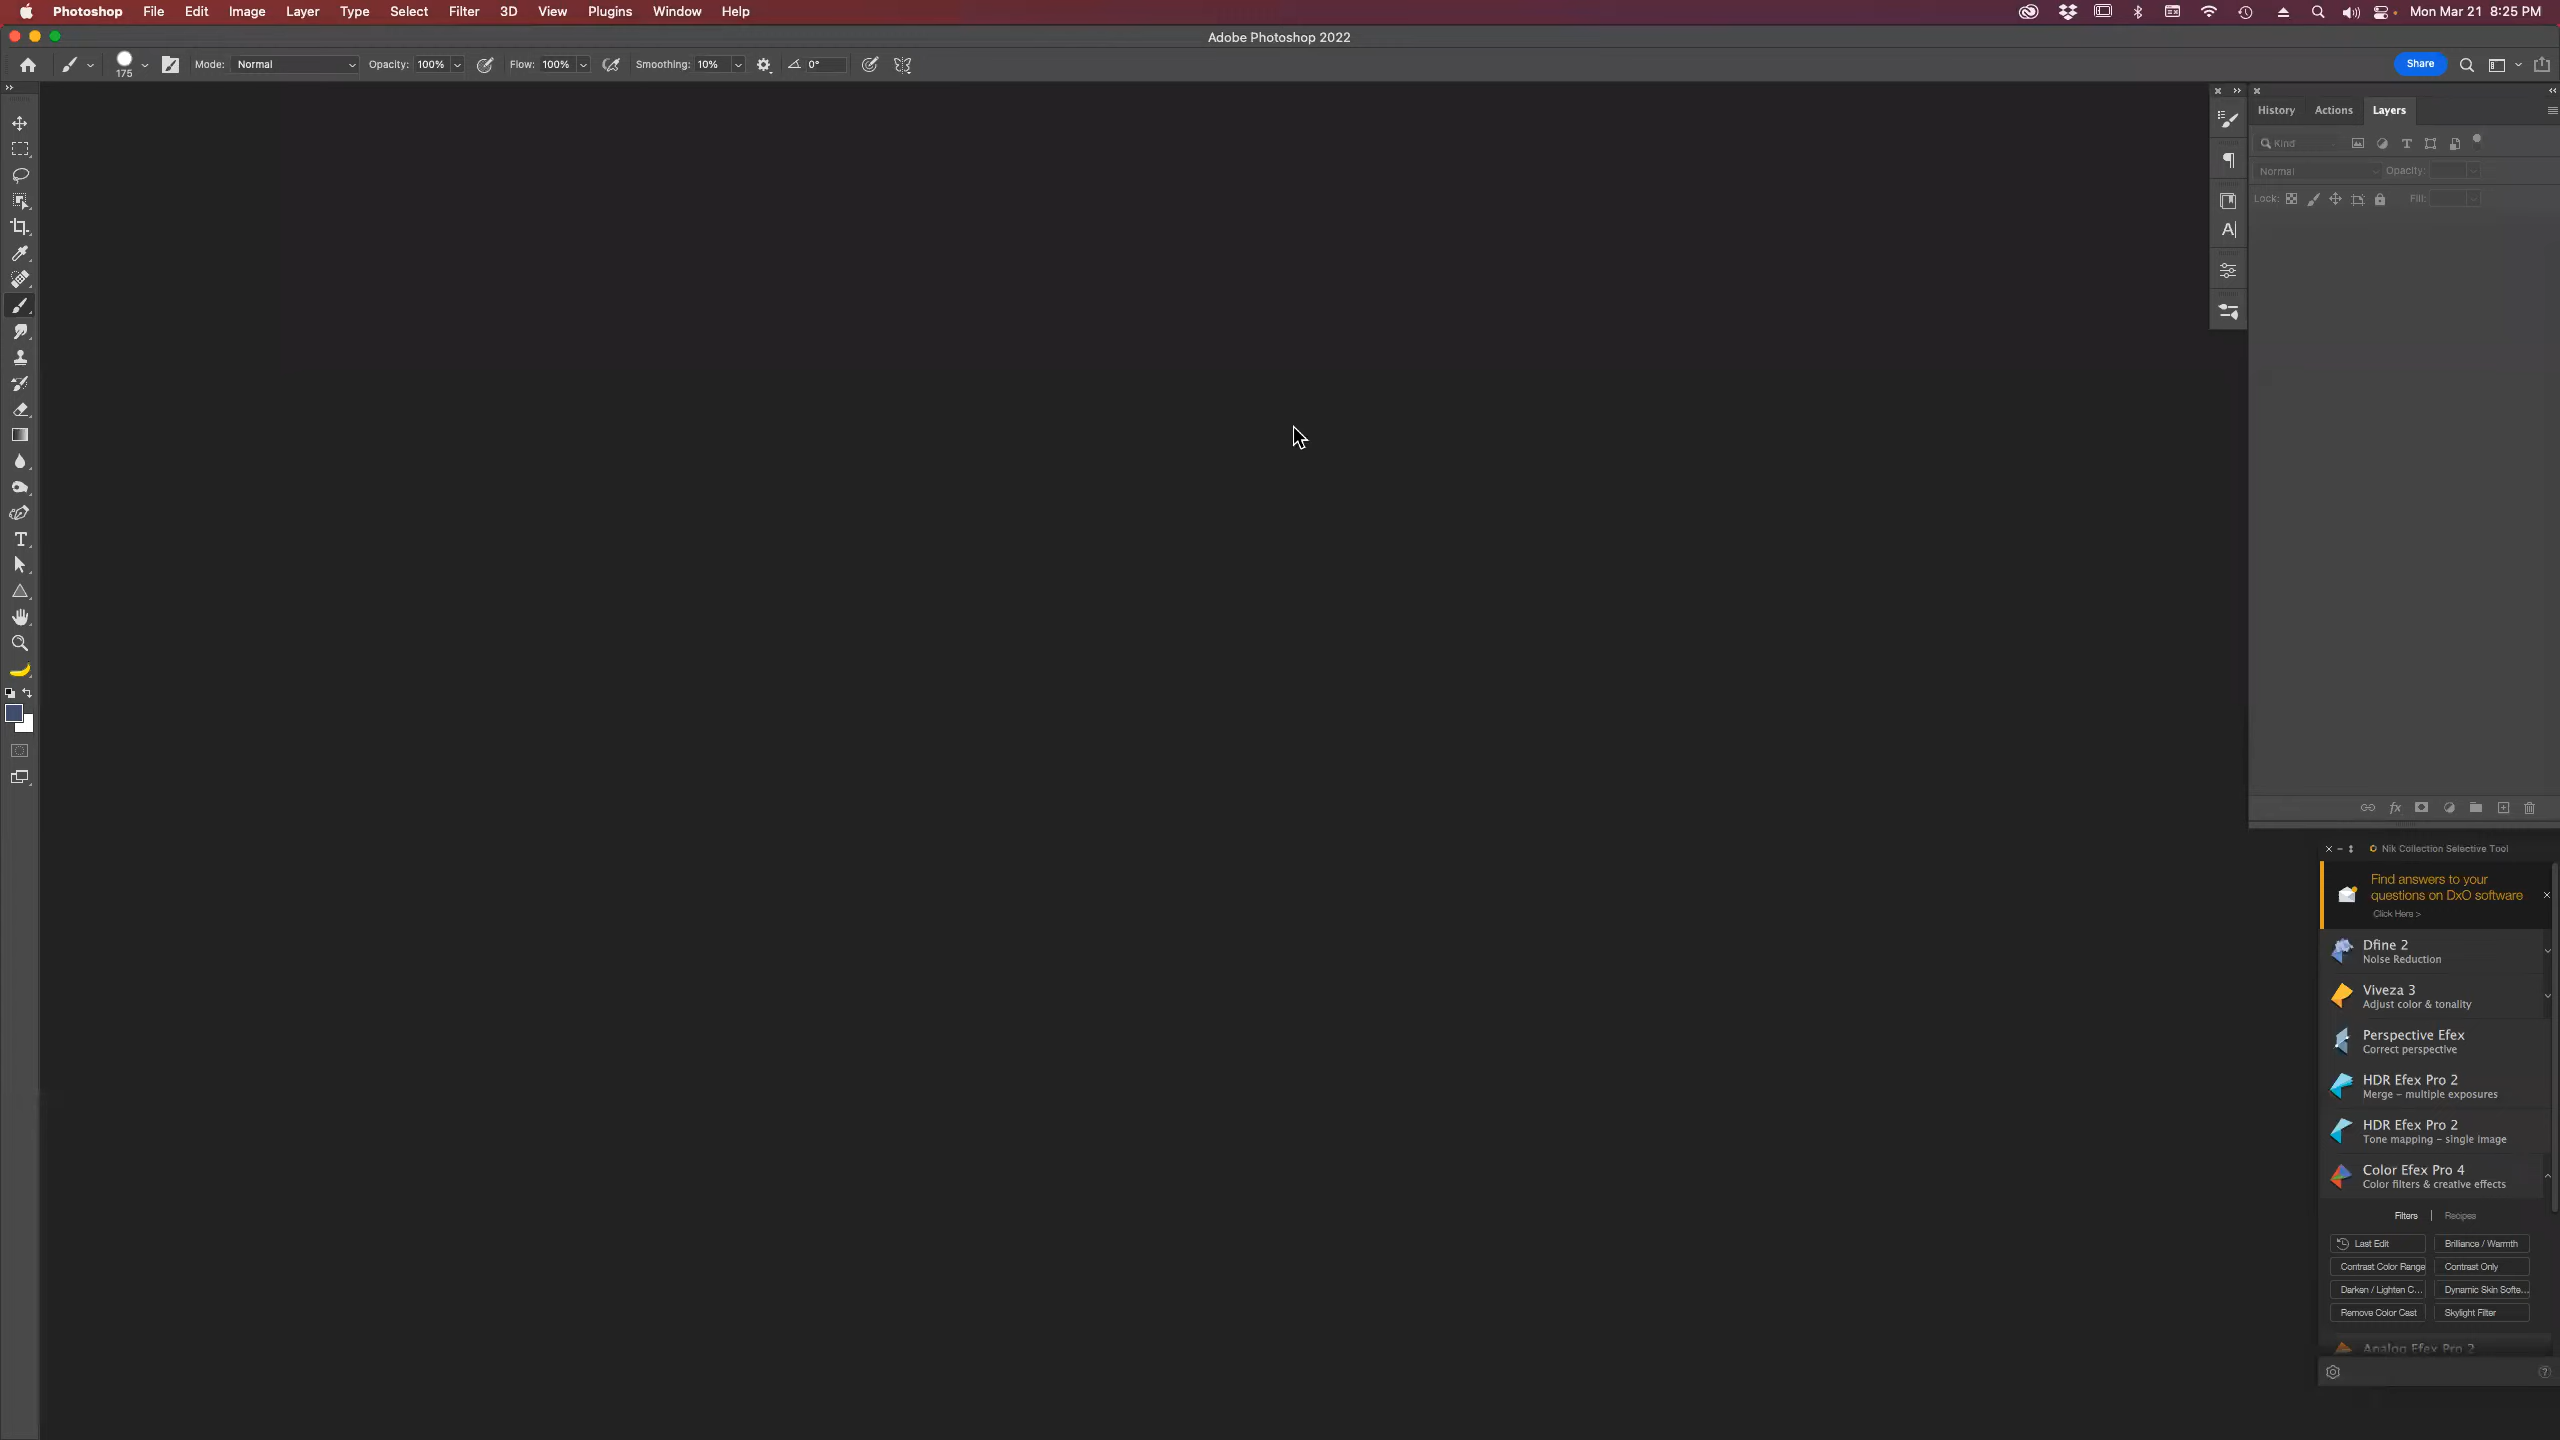 Photoshop File Edit Image Layer Type Select Filter 3D View Plugins Window Help Mon Mar 21 8:25 PM
Adobe Photoshop 2022
175 Mode: Normal Opacity: 100% Flow: 100% Smoothing: 10% 0° Share
History Actions Layers
Kind
Normal Opacity:
Lock: Fill:
Nik Collection Selective Tool
Find answers to your
questions on DxO software
Click Here >
Dfine 2
Noise Reduction
Viveza 3
Adjust color & tonality
Perspective Efex
Correct perspective
HDR Efex Pro 2
Merge – multiple exposures
HDR Efex Pro 2
Tone mapping – single image
Color Efex Pro 4
Color filters & creative effects
Filters | Recipes
Last Edit Brilliance / Warmth
Contrast Color Range Contrast Only
Darken / Lighten C... Dynamic Skin Softe...
Remove Color Cast Skylight Filter
Analog Efex Pro 2